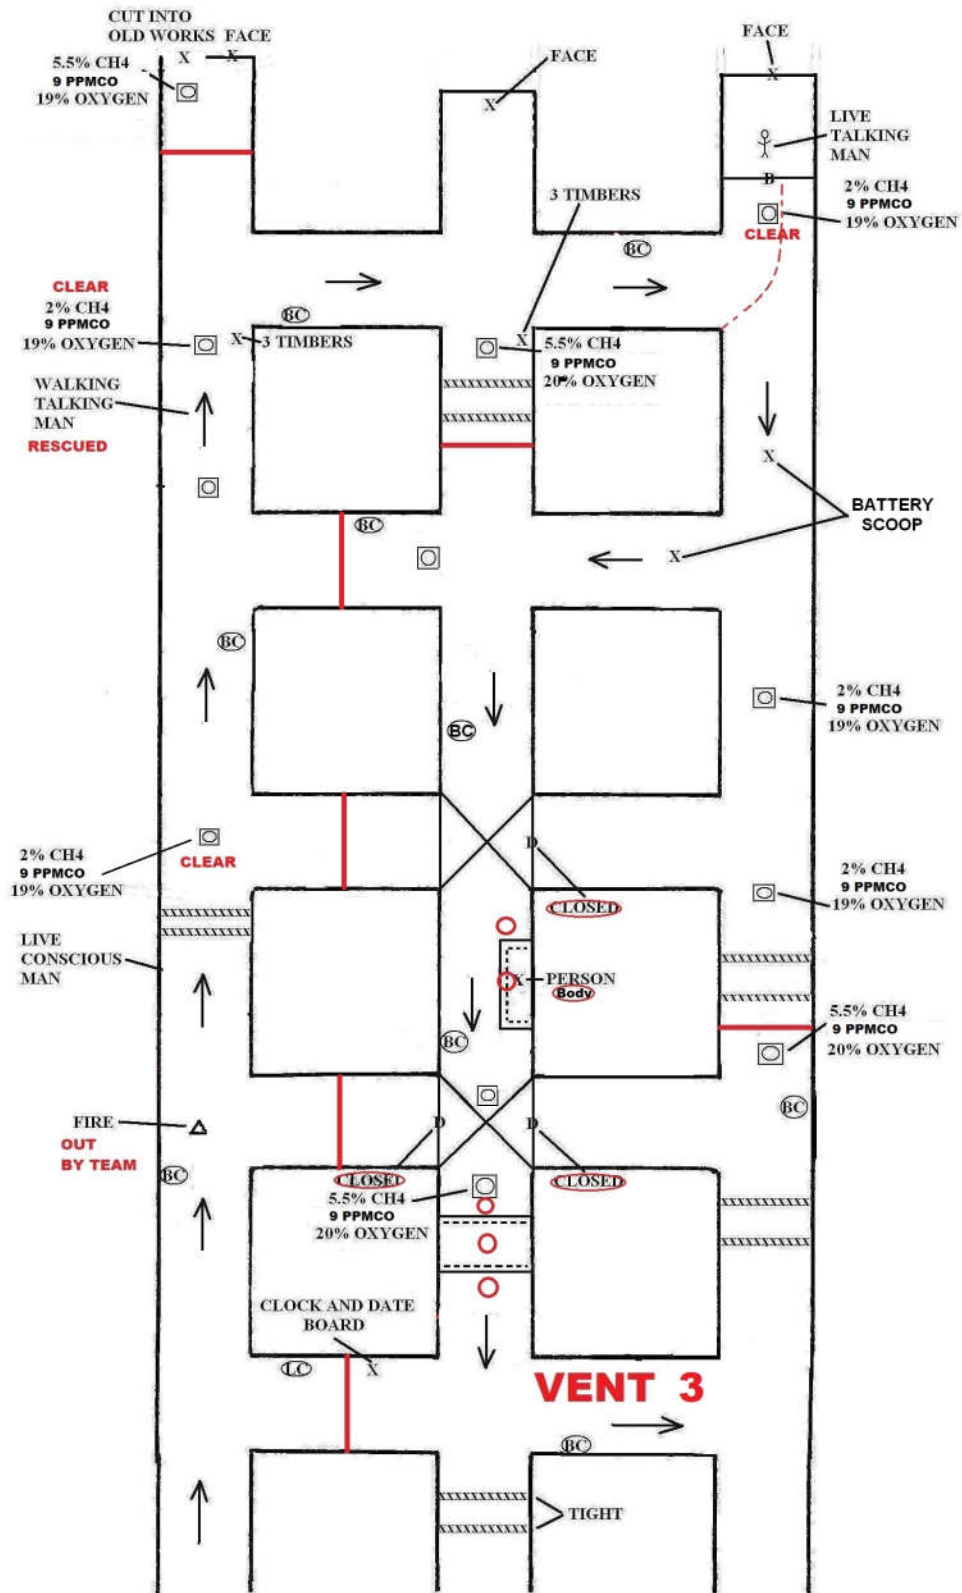 CUT INTO
OLD WORKS FACE
X
X
5.5% CH4
9 PPMCO
19% OXYGEN
FACE
X
FACE
X
LIVE
TALKING
MAN
B
2% CH4
9 PPMCO
19% OXYGEN
CLEAR
3 TIMBERS
BC
CLEAR
2% CH4
9 PPMCO
19% OXYGEN
BC
X
3 TIMBERS
X
5.5% CH4
9 PPMCO
20% OXYGEN
WALKING
TALKING
MAN
RESCUED
X
BATTERY
SCOOP
BC
X
BC
BC
2% CH4
9 PPMCO
19% OXYGEN
2% CH4
9 PPMCO
19% OXYGEN
CLEAR
D
CLOSED
2% CH4
9 PPMCO
19% OXYGEN
LIVE
CONSCIOUS
MAN
X
PERSON
Body
BC
5.5% CH4
9 PPMCO
20% OXYGEN
BC
FIRE
OUT
BY TEAM
D
D
BC
CLOSED
CLOSED
5.5% CH4
9 PPMCO
20% OXYGEN
CLOCK AND DATE
BOARD
LC
X
VENT 3
BC
TIGHT